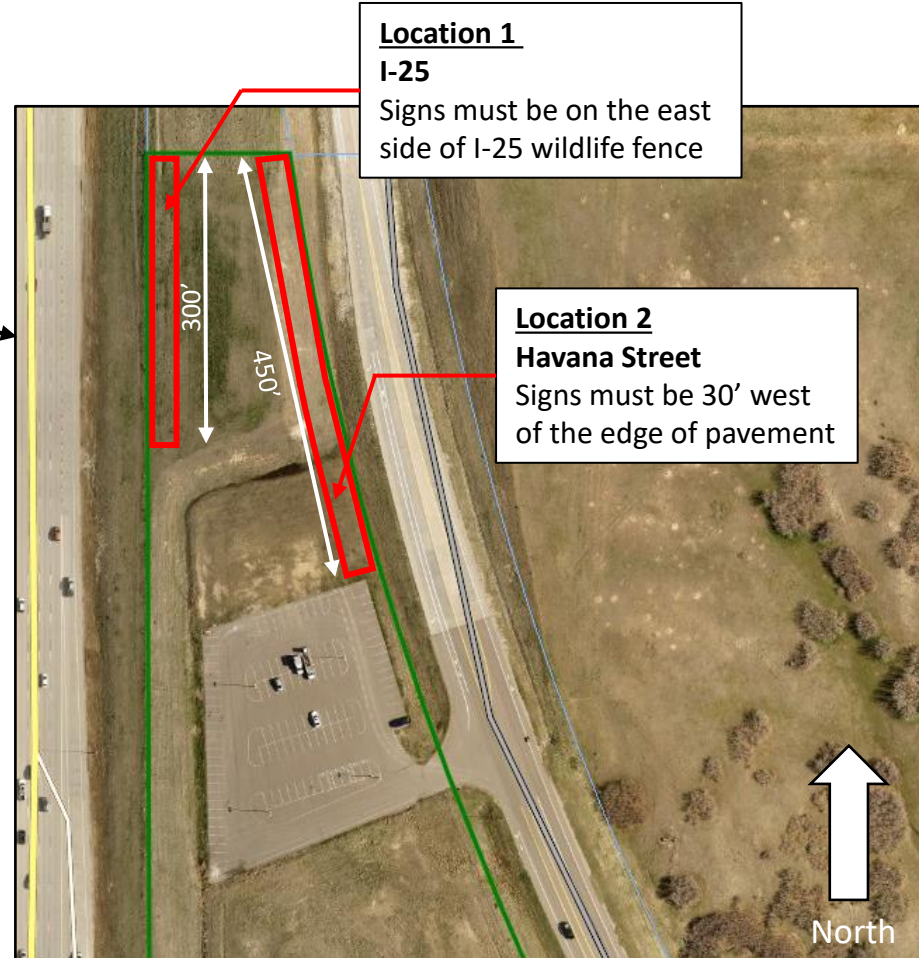 Location 1
I-25
Signs must be on the east
side of I-25 wildlife fence
300’
450’
Location 2
Havana Street
Signs must be 30’ west
of the edge of pavement
North